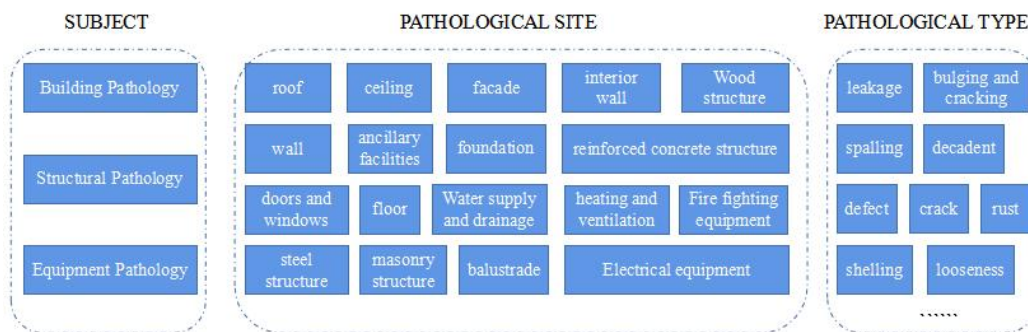 SUBJECT
PATHOLOGICAL SITE
PATHOLOGICAL TYPE
Building Pathology
Structural Pathology
Equipment Pathology
roof
ceiling
facade
interior
wall
Wood
structure
wall
ancillary
facilities
foundation
reinforced concrete structure
doors and
windows
floor
Water supply
and drainage
heating and
ventilation
Fire fighting
equipment
steel
structure
masonry
structure
balustrade
Electrical equipment
leakage
bulging and
cracking
spalling
decadent
defect
crack
rust
shelling
looseness
......